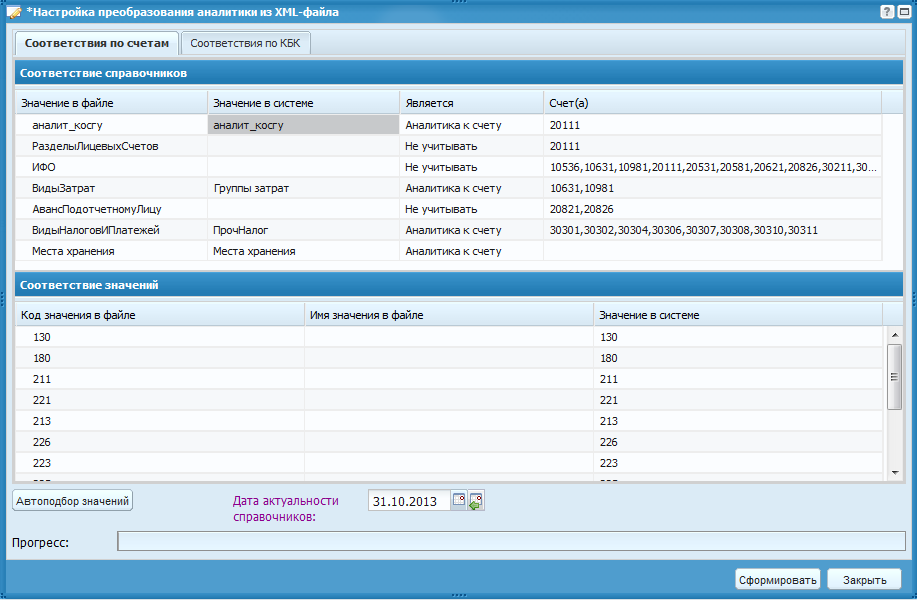 *Настройка преобразования аналитики из XML-файла
Соответствия по счетам Соответствия по КБК
Соответствие справочников
Значение в файле Значение в системе Является Счет(а)
аналит_косгу аналит_косгу Аналитика к счету 20111
РазделыЛицевыхСчетов Не учитывать 20111
ИФО Не учитывать 10536,10631,10981,20111,20531,20581,20621,20826,30211,30...
ВидыЗатрат Группы затрат Аналитика к счету 10631,10981
АвансПодотчетномуЛицу Не учитывать 20821,20826
ВидыНалоговИПлатежей ПрочНалог Аналитика к счету 30301,30302,30304,30306,30307,30308,30310,30311
Места хранения Места хранения Аналитика к счету
Соответствие значений
Код значения в файле Имя значения в файле Значение в системе
130 130
180 180
211 211
221 221
213 213
226 226
223 223
Автоподбор значений Дата актуальности справочников: 31.10.2013
Прогресс:
Сформировать Закрыть